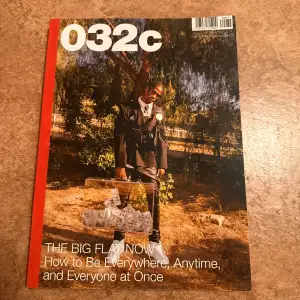 032c
THE BIG FLAT NOW
How to Be Everywhere, Anytime,
and Everyone at Once